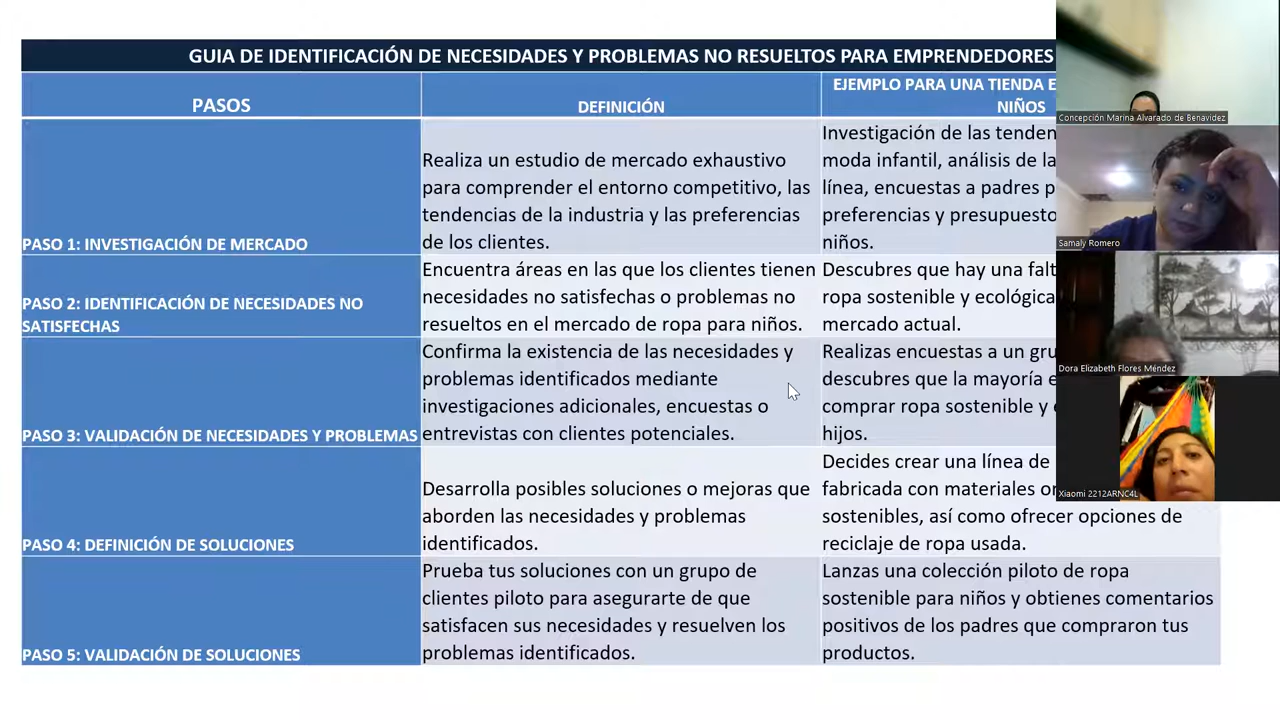 GUIA DE IDENTIFICACIÓN DE NECESIDADES Y PROBLEMAS NO RESUELTOS PARA EMPRENDEDORES
PASOS
DEFINICIÓN
EJEMPLO PARA UNA TIENDA E
NIÑOS
PASO 1: INVESTIGACIÓN DE MERCADO
Realiza un estudio de mercado exhaustivo
para comprender el entorno competitivo, las
tendencias de la industria y las preferencias
de los clientes.
Investigación de las
moda infantil, análisis de
línea, encuestas a padres
preferencias y presupuesto
niños.
PASO 2: IDENTIFICACIÓN DE NECESIDADES NO
SATISFECHAS
Encuentra áreas en las que los clientes tienen
necesidades no satisfechas o problemas no
resueltos en el mercado de ropa para niños.
Descubres que hay una
ropa sostenible y ecológica
mercado actual.
PASO 3: VALIDACIÓN DE NECESIDADES Y PROBLEMAS
Confirma la existencia de las necesidades y
problemas identificados mediante
investigaciones adicionales, encuestas o
entrevistas con clientes potenciales.
Realizas encuestas a un
descubres que la mayoría
comprar ropa sostenible y
hijos.
PASO 4: DEFINICIÓN DE SOLUCIONES
Desarrolla posibles soluciones o mejoras que
aborden las necesidades y problemas
identificados.
Decides crear una línea de
fabricada con materiales
sostenibles, así como ofrecer opciones de
reciclaje de ropa usada.
PASO 5: VALIDACIÓN DE SOLUCIONES
Prueba tus soluciones con un grupo de
clientes piloto para asegurarte de que
satisfacen sus necesidades y resuelven los
problemas identificados.
Lanzas una colección piloto de ropa
sostenible para niños y obtienes comentarios
positivos de los padres que compraron tus
productos.
Concepción Marina Alvarado de Benavidez
Samaly Romero
Dora Elizabeth Flores Méndez
Xiaomi 2212ARNC4L